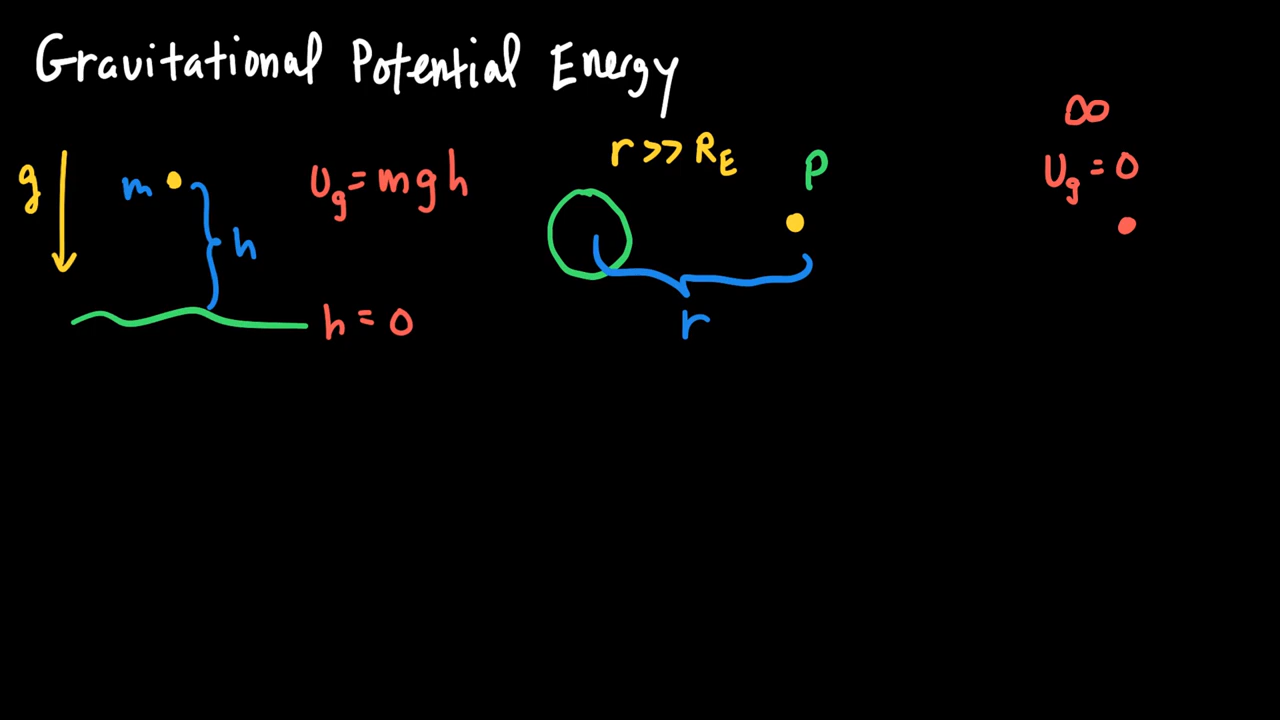 Gravitational Potential Energy
g
m
h
U_g = mgh
h = 0
r >> R_E
P
r
∞
U_g = 0